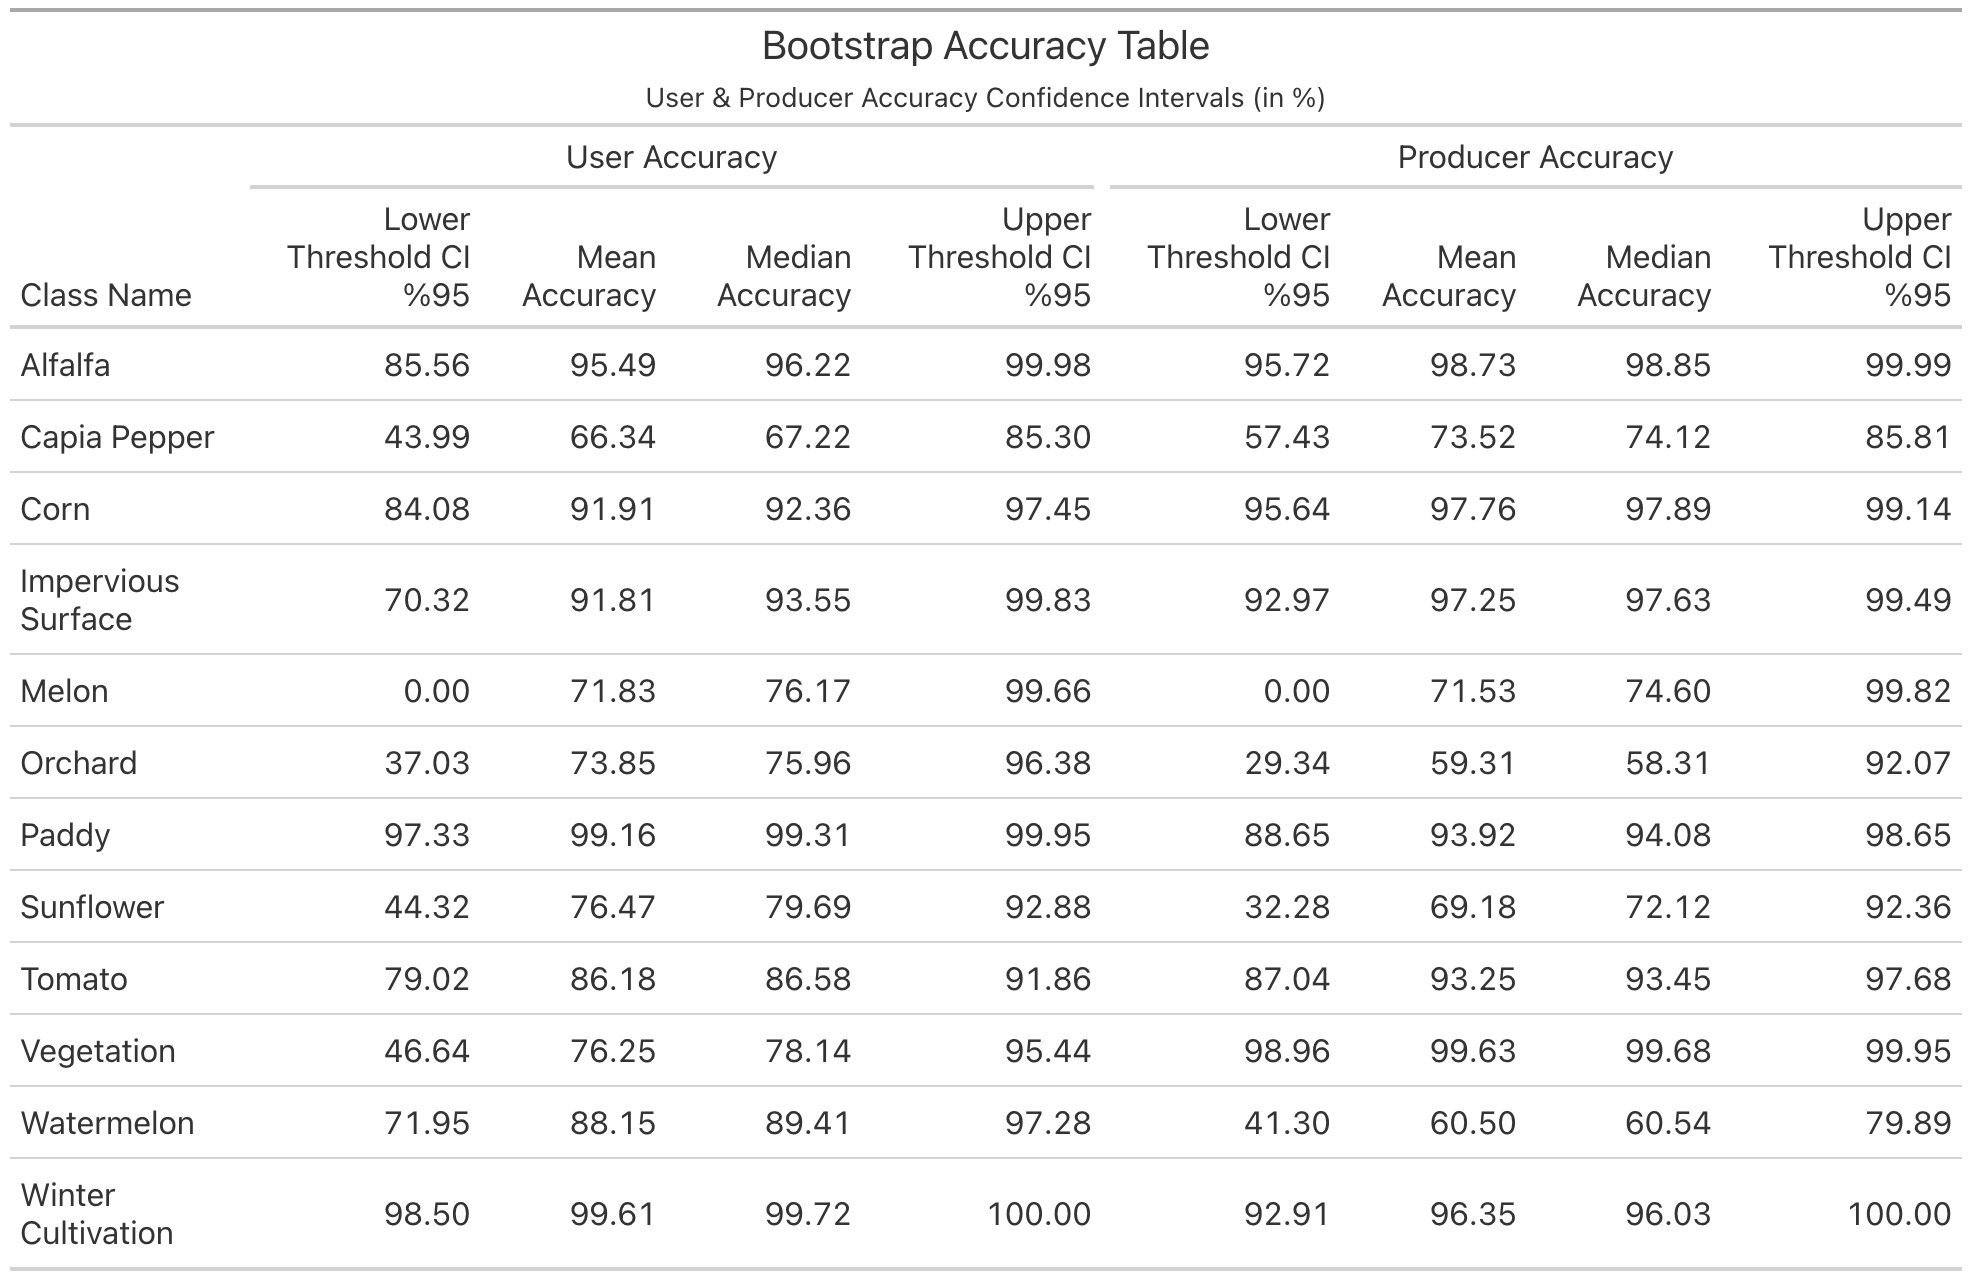 Bootstrap Accuracy Table
User & Producer Accuracy Confidence Intervals (in %)
User Accuracy Producer Accuracy
Class Name Lower Threshold CI %95 Mean Accuracy Median Accuracy Upper Threshold CI %95 Lower Threshold CI %95 Mean Accuracy Median Accuracy Upper Threshold CI %95
Alfalfa 85.56 95.49 96.22 99.98 95.72 98.73 98.85 99.99
Capia Pepper 43.99 66.34 67.22 85.30 57.43 73.52 74.12 85.81
Corn 84.08 91.91 92.36 97.45 95.64 97.76 97.89 99.14
Impervious Surface 70.32 91.81 93.55 99.83 92.97 97.25 97.63 99.49
Melon 0.00 71.83 76.17 99.66 0.00 71.53 74.60 99.82
Orchard 37.03 73.85 75.96 96.38 29.34 59.31 58.31 92.07
Paddy 97.33 99.16 99.31 99.95 88.65 93.92 94.08 98.65
Sunflower 44.32 76.47 79.69 92.88 32.28 69.18 72.12 92.36
Tomato 79.02 86.18 86.58 91.86 87.04 93.25 93.45 97.68
Vegetation 46.64 76.25 78.14 95.44 98.96 99.63 99.68 99.95
Watermelon 71.95 88.15 89.41 97.28 41.30 60.50 60.54 79.89
Winter Cultivation 98.50 99.61 99.72 100.00 92.91 96.35 96.03 100.00